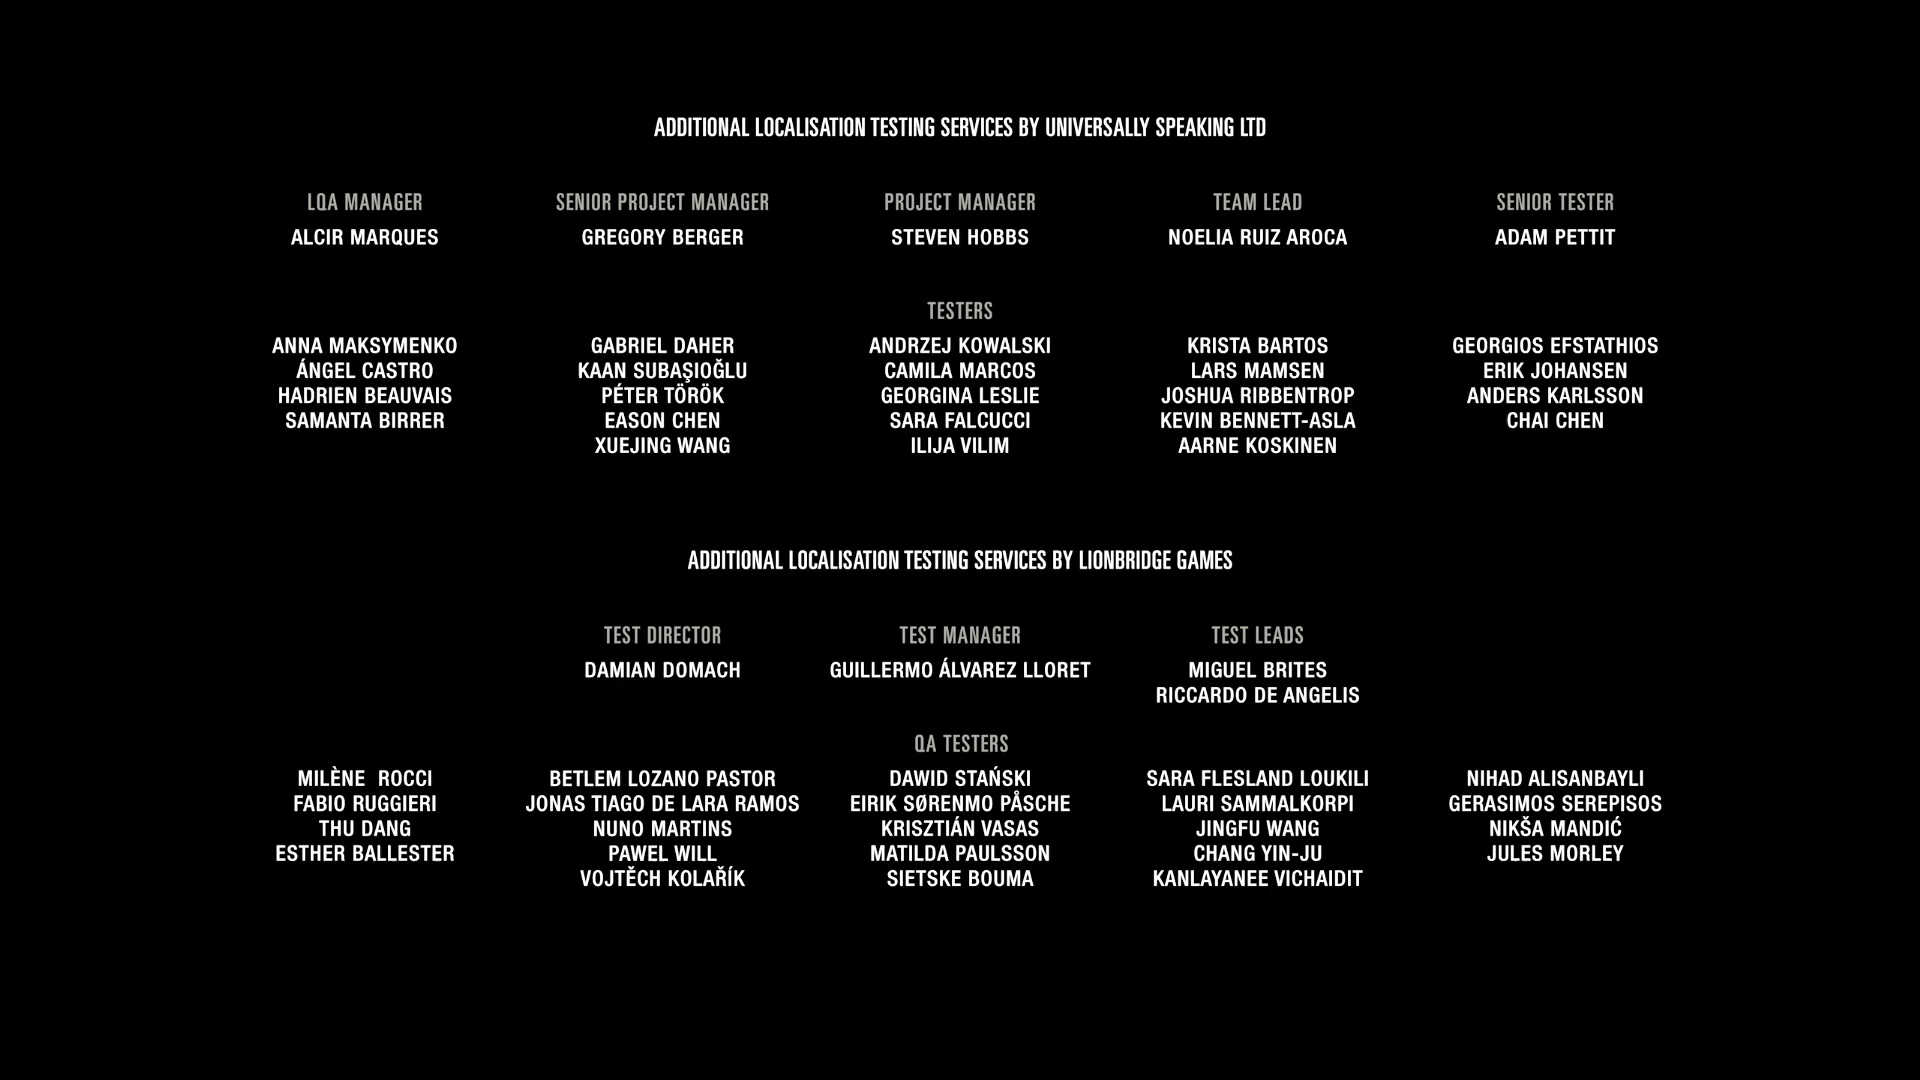 ADDITIONAL LOCALISATION TESTING SERVICES BY UNIVERSALLY SPEAKING LTD
LQA MANAGER
ALCIR MARQUES
SENIOR PROJECT MANAGER
GREGORY BERGER
PROJECT MANAGER
STEVEN HOBBS
TEAM LEAD
NOELIA RUIZ AROCA
SENIOR TESTER
ADAM PETTIT
TESTERS
ANNA MAKSYMENKO
ÁNGEL CASTRO
HADRIEN BEAUVAIS
SAMANTA BIRRER
GABRIEL DAHER
KAAN SUBAŞIOĞLU
PÉTER TÖRÖK
EASON CHEN
XUEJING WANG
ANDRZEJ KOWALSKI
CAMILA MARCOS
GEORGINA LESLIE
SARA FALCUCCI
ILIJA VILIM
KRISTA BARTOS
LARS MAMSEN
JOSHUA RIBBENTROP
KEVIN BENNETT-ASLA
AARNE KOSKINEN
GEORGIOS EFSTATHIOS
ERIK JOHANSEN
ANDERS KARLSSON
CHAI CHEN
ADDITIONAL LOCALISATION TESTING SERVICES BY LIONBRIDGE GAMES
TEST DIRECTOR
DAMIAN DOMACH
TEST MANAGER
GUILLERMO ÁLVAREZ LLORET
TEST LEADS
MIGUEL BRITES
RICCARDO DE ANGELIS
QA TESTERS
MILÈNE  ROCCI
FABIO RUGGIERI
THU DANG
ESTHER BALLESTER
BETLEM LOZANO PASTOR
JONAS TIAGO DE LARA RAMOS
NUNO MARTINS
PAWEL WILL
VOJTĚCH KOLAŘÍK
DAWID STAŃSKI
EIRIK SØRENMO PÅSCHE
KRISZTIÁN VASAS
MATILDA PAULSSON
SIETSKE BOUMA
SARA FLESLAND LOUKILI
LAURI SAMMALKORPI
JINGFU WANG
CHANG YIN-JU
KANLAYANEE VICHAIDIT
NIHAD ALISANBAYLI
GERASIMOS SEREPISOS
NIKŠA MANDIĆ
JULES MORLEY